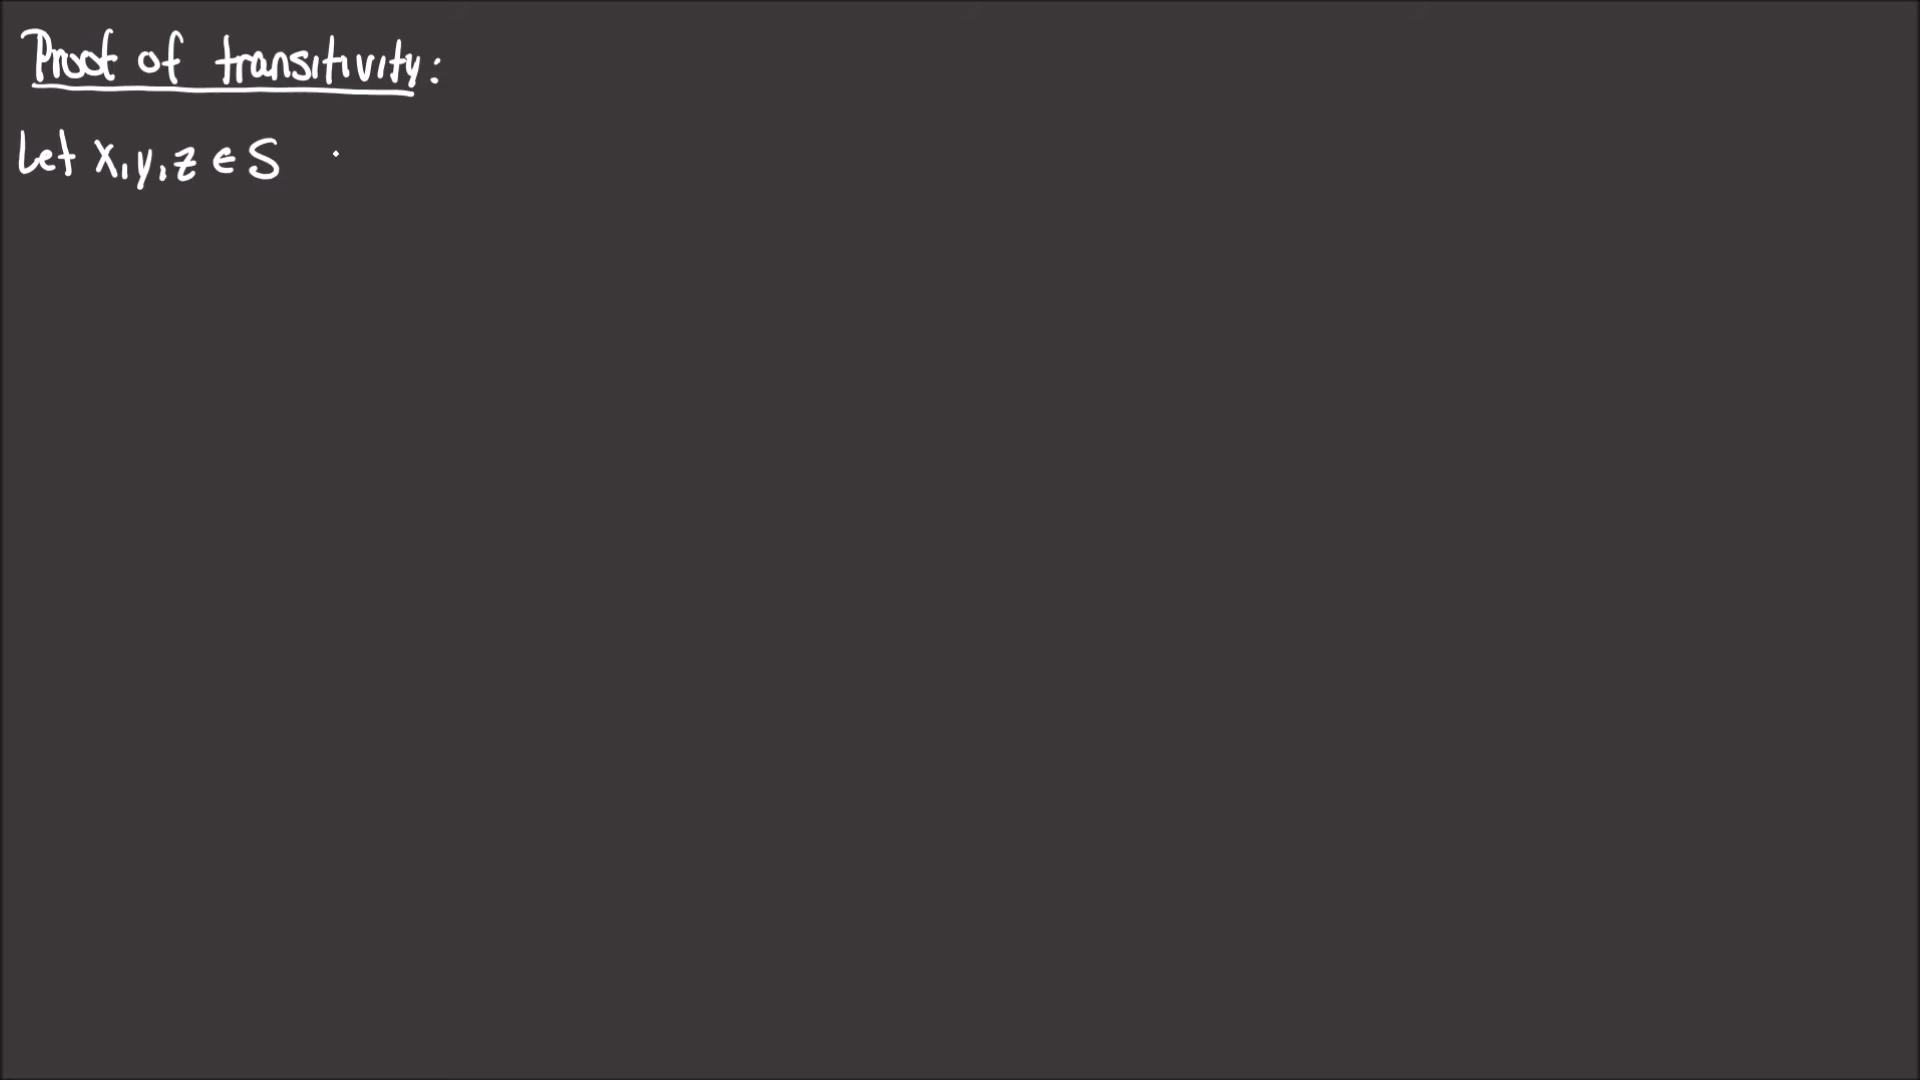 Proof of transitivity:
Let x, y, z ∈ S